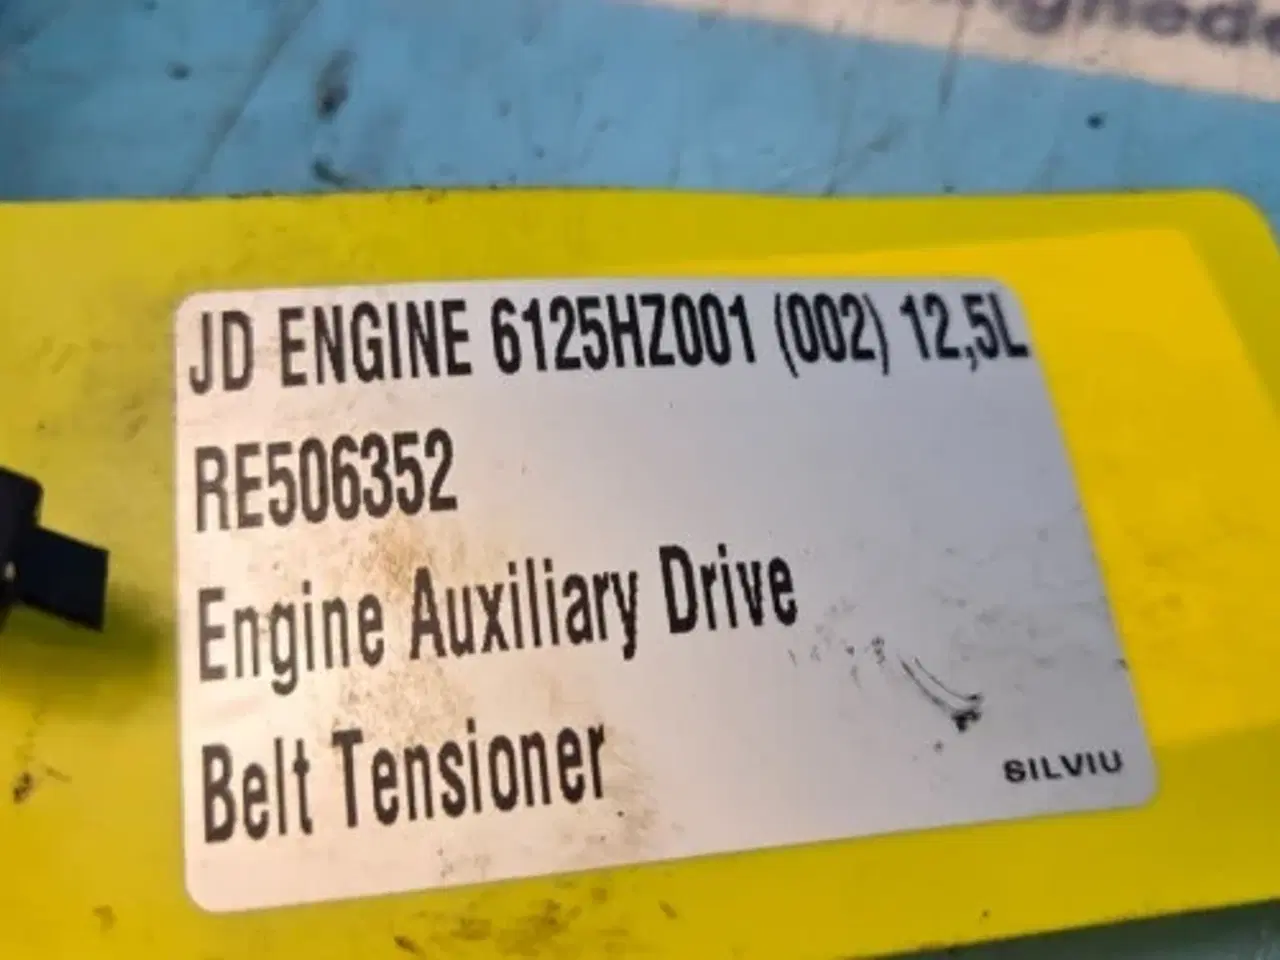 JD ENGINE 6125HZ001 (002) 12,5L
RE506352
Engine Auxiliary Drive
Belt Tensioner
SILVIU